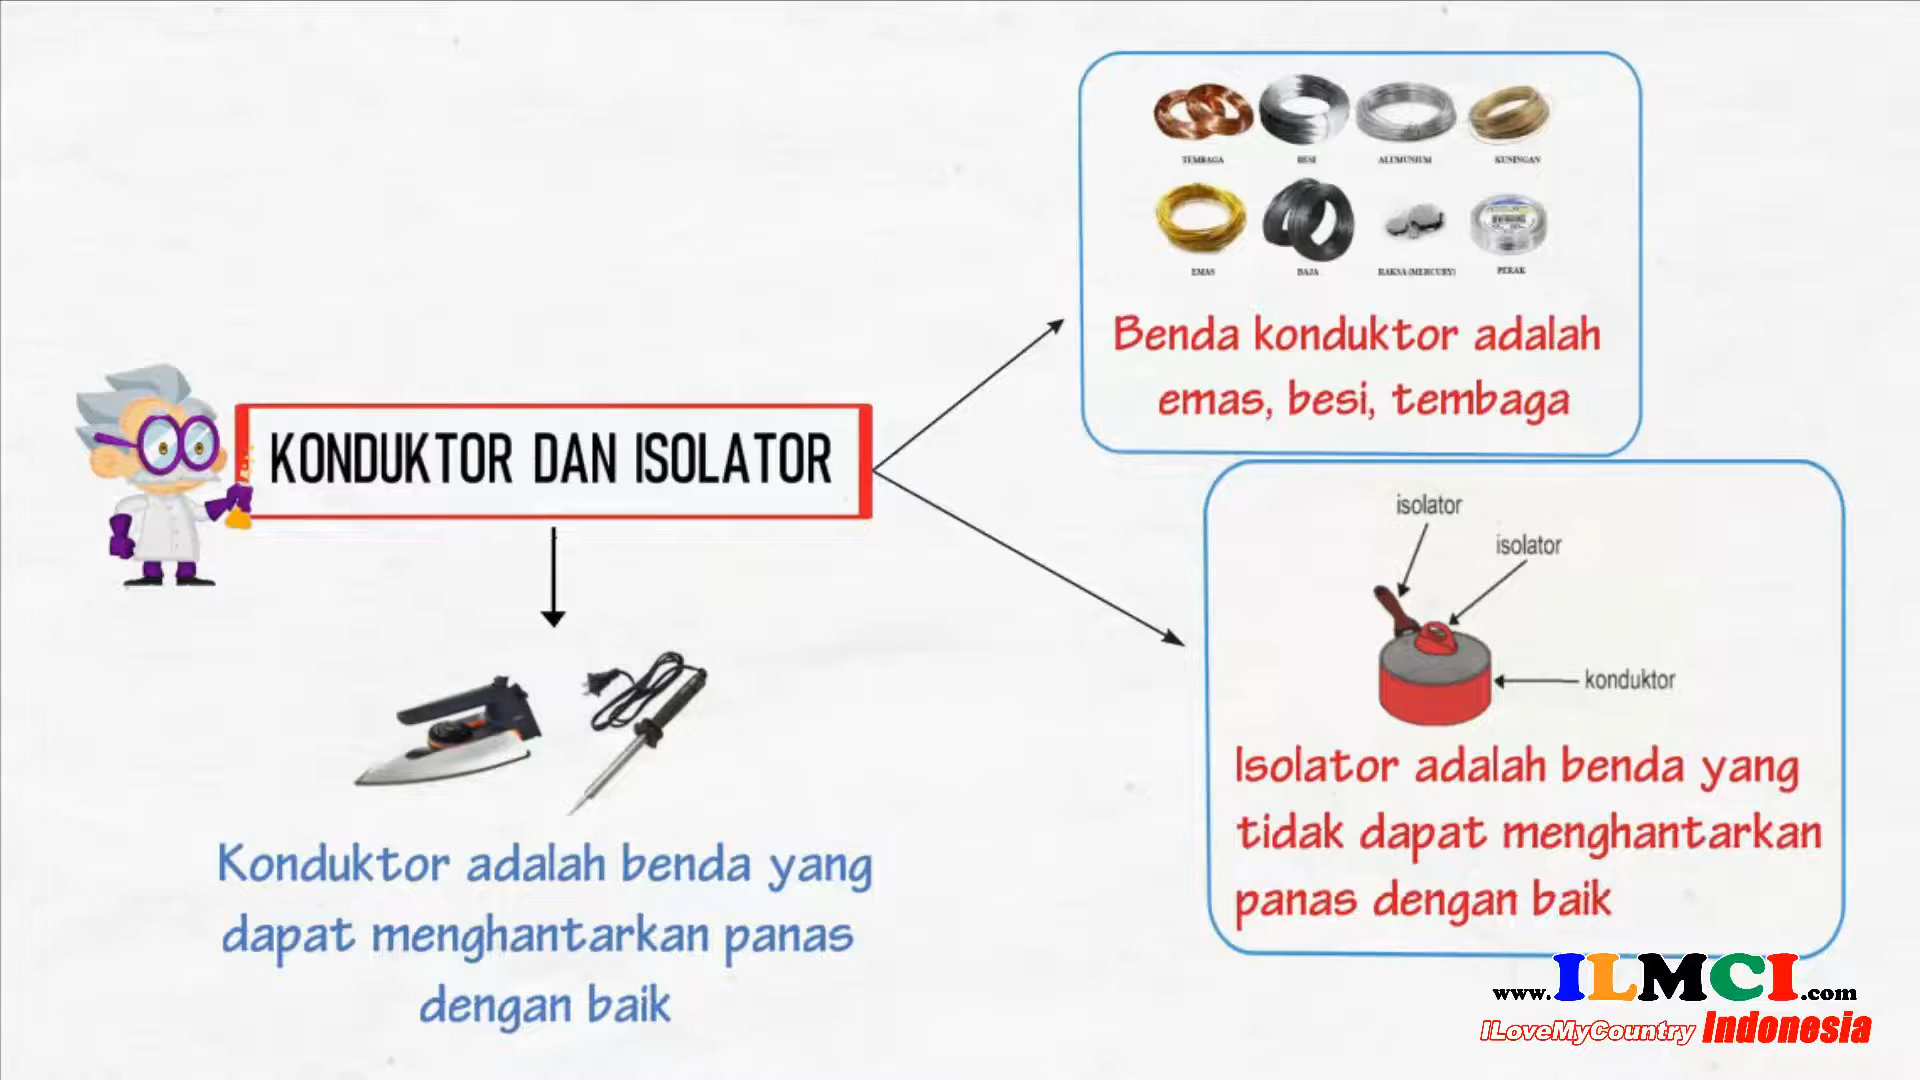 TEMBAGA BESI ALUMUNIUM KUNINGAN
EMAS BAJA RAKSA (MERCURY) PERAK
Benda konduktor adalah
emas, besi, tembaga
KONDUKTOR DAN ISOLATOR
isolator
isolator
konduktor
Isolator adalah benda yang
tidak dapat menghantarkan
panas dengan baik
Konduktor adalah benda yang
dapat menghantarkan panas
dengan baik
www.ILMCI.com
ILoveMyCountry Indonesia